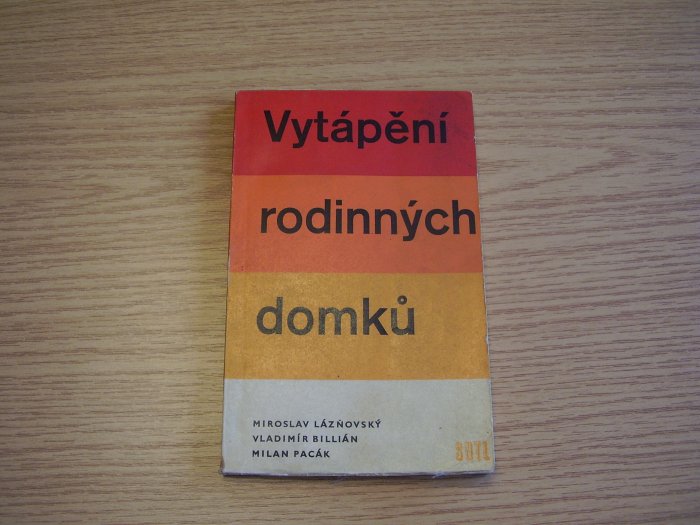 Vytápění
rodinných
domků
MIROSLAV LÁZŇOVSKÝ
VLADIMÍR BILLIÁN
MILAN PACÁK
SNTL